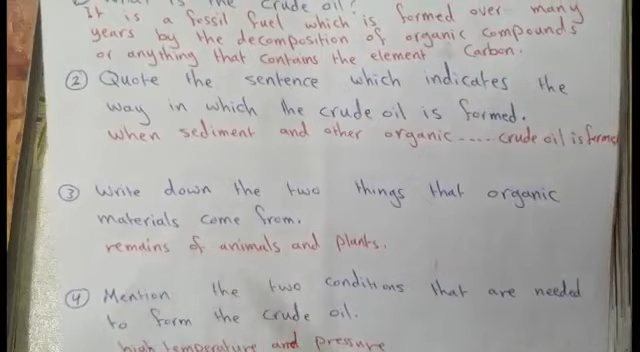 What is the crude oil?
It is a fossil fuel which is formed over many
years by the decomposition of organic compounds
or anything that contains the element Carbon.
② Quote the sentence which indicates the
way in which the crude oil is formed.
When sediment and other organic ..... crude oil is formed
③ Write down the two things that organic
materials come from.
remains of animals and plants.
④ Mention the two conditions that are needed
to form the crude oil.
high temperature and pressure